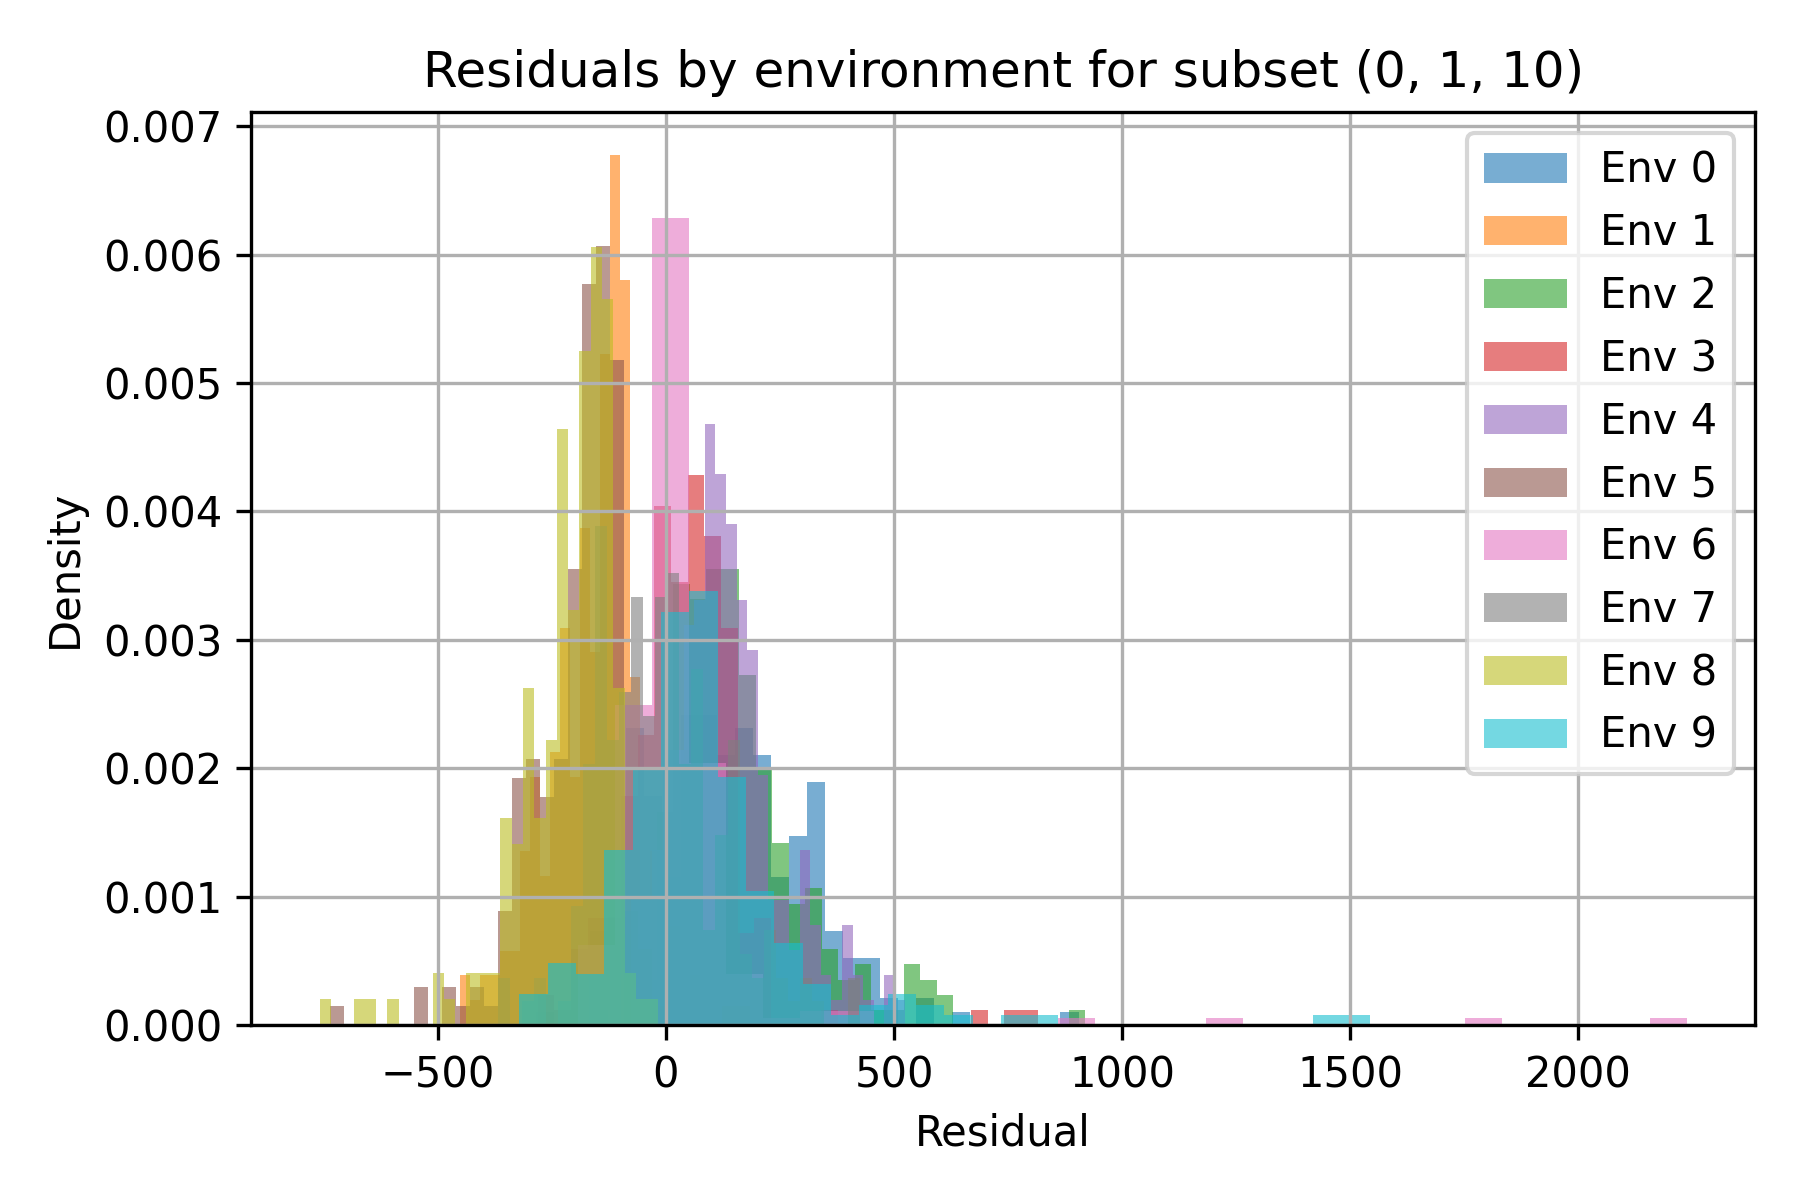 Residuals by environment for subset (0, 1, 10)
0.007
0.006
0.005
0.004
0.003
0.002
0.001
0.000
Density
−500
0
500
1000
1500
2000
Residual
Env 0
Env 1
Env 2
Env 3
Env 4
Env 5
Env 6
Env 7
Env 8
Env 9